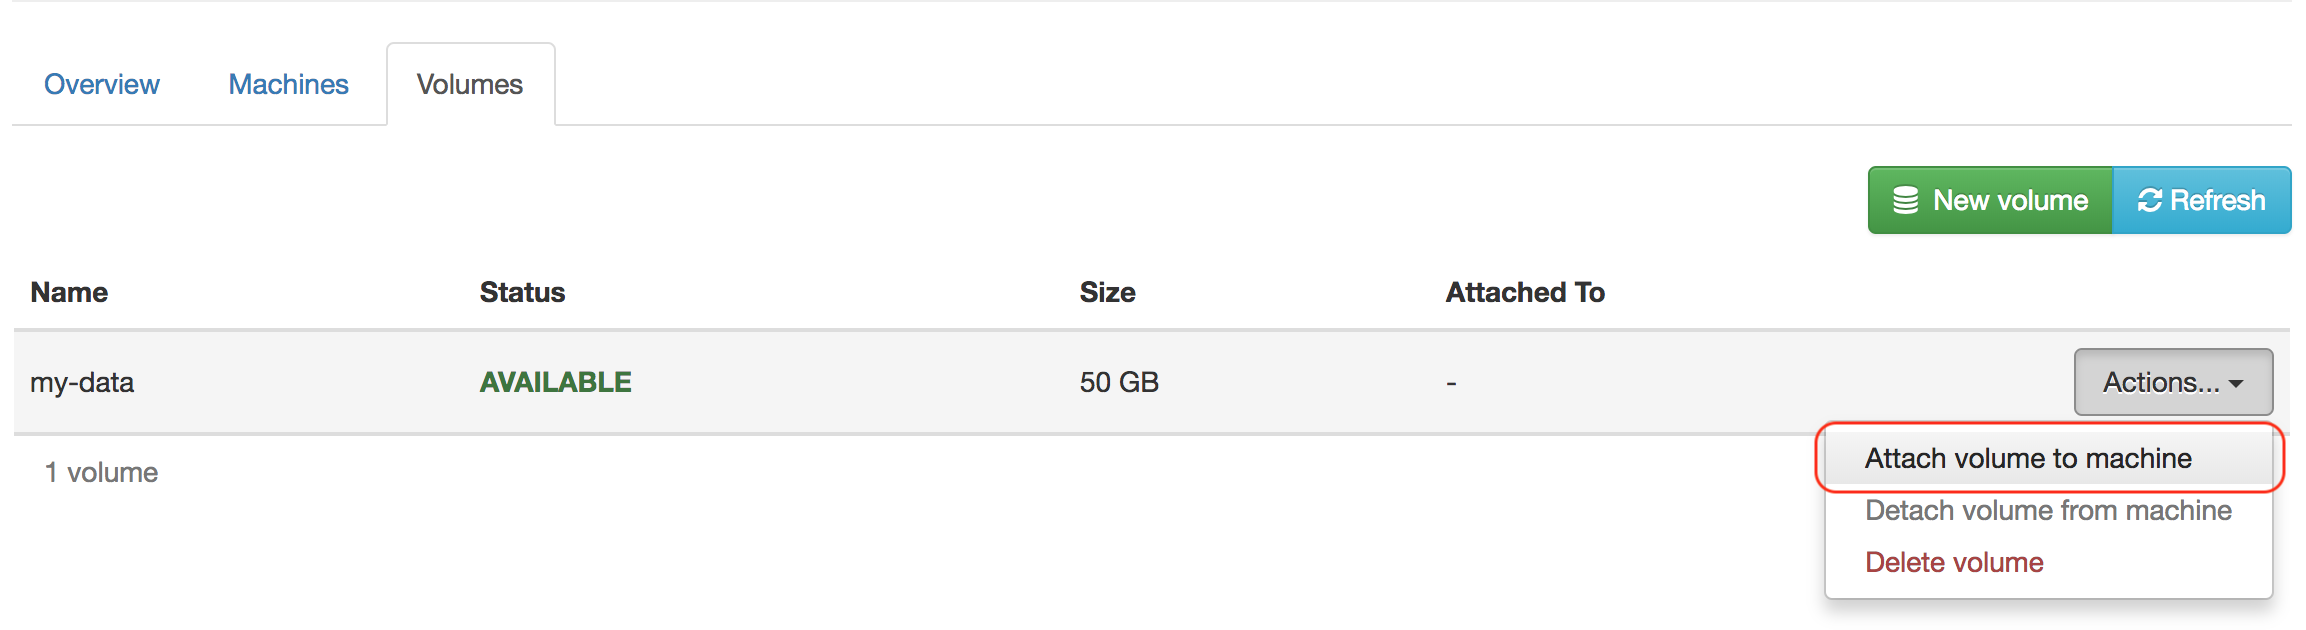 Overview Machines Volumes
New volume Refresh
Name Status Size Attached To
my-data AVAILABLE 50 GB - Actions...
Attach volume to machine
1 volume
Detach volume from machine
Delete volume